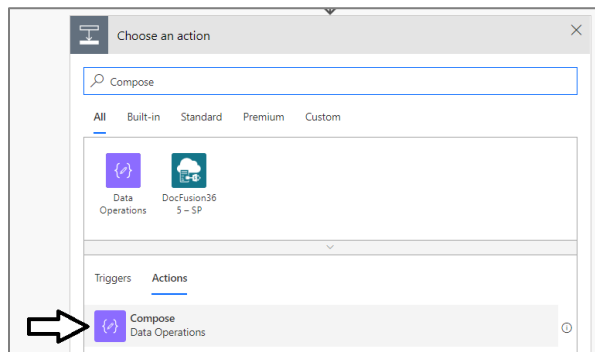 Choose an action
Compose
All Built-in Standard Premium Custom
Data
Operations
DocFusion36
5 – SP
Triggers Actions
Compose
Data Operations